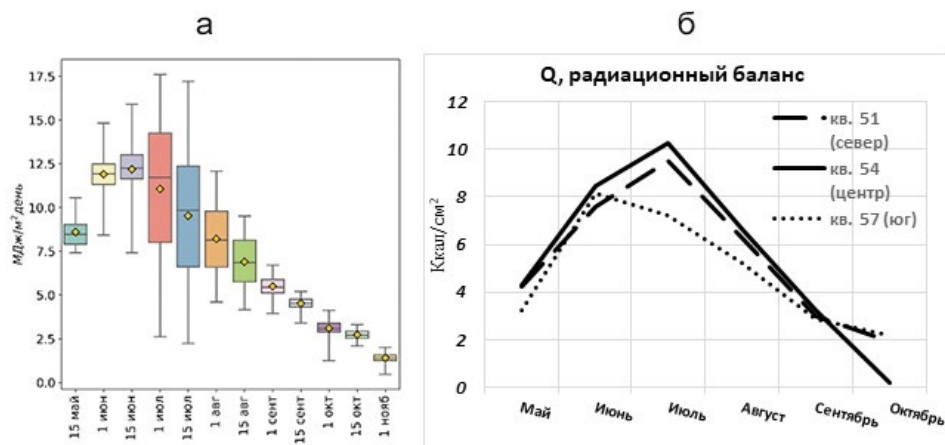 а
б
17.5
15.0
12.5
10.0
7.5
5.0
2.5
0.0
МДж/м²день
15 май
1 июн
15 июн
1 июл
15 июл
1 авг
15 авг
1 сент
15 сент
1 окт
15 окт
1 нояб
Q, радиационный баланс
12
10
8
6
4
2
0
Ккал/см²
кв. 51
(север)
кв. 54
(центр)
кв. 57 (юг)
Май
Июнь
Июль
Август
Сентябрь
Октябрь